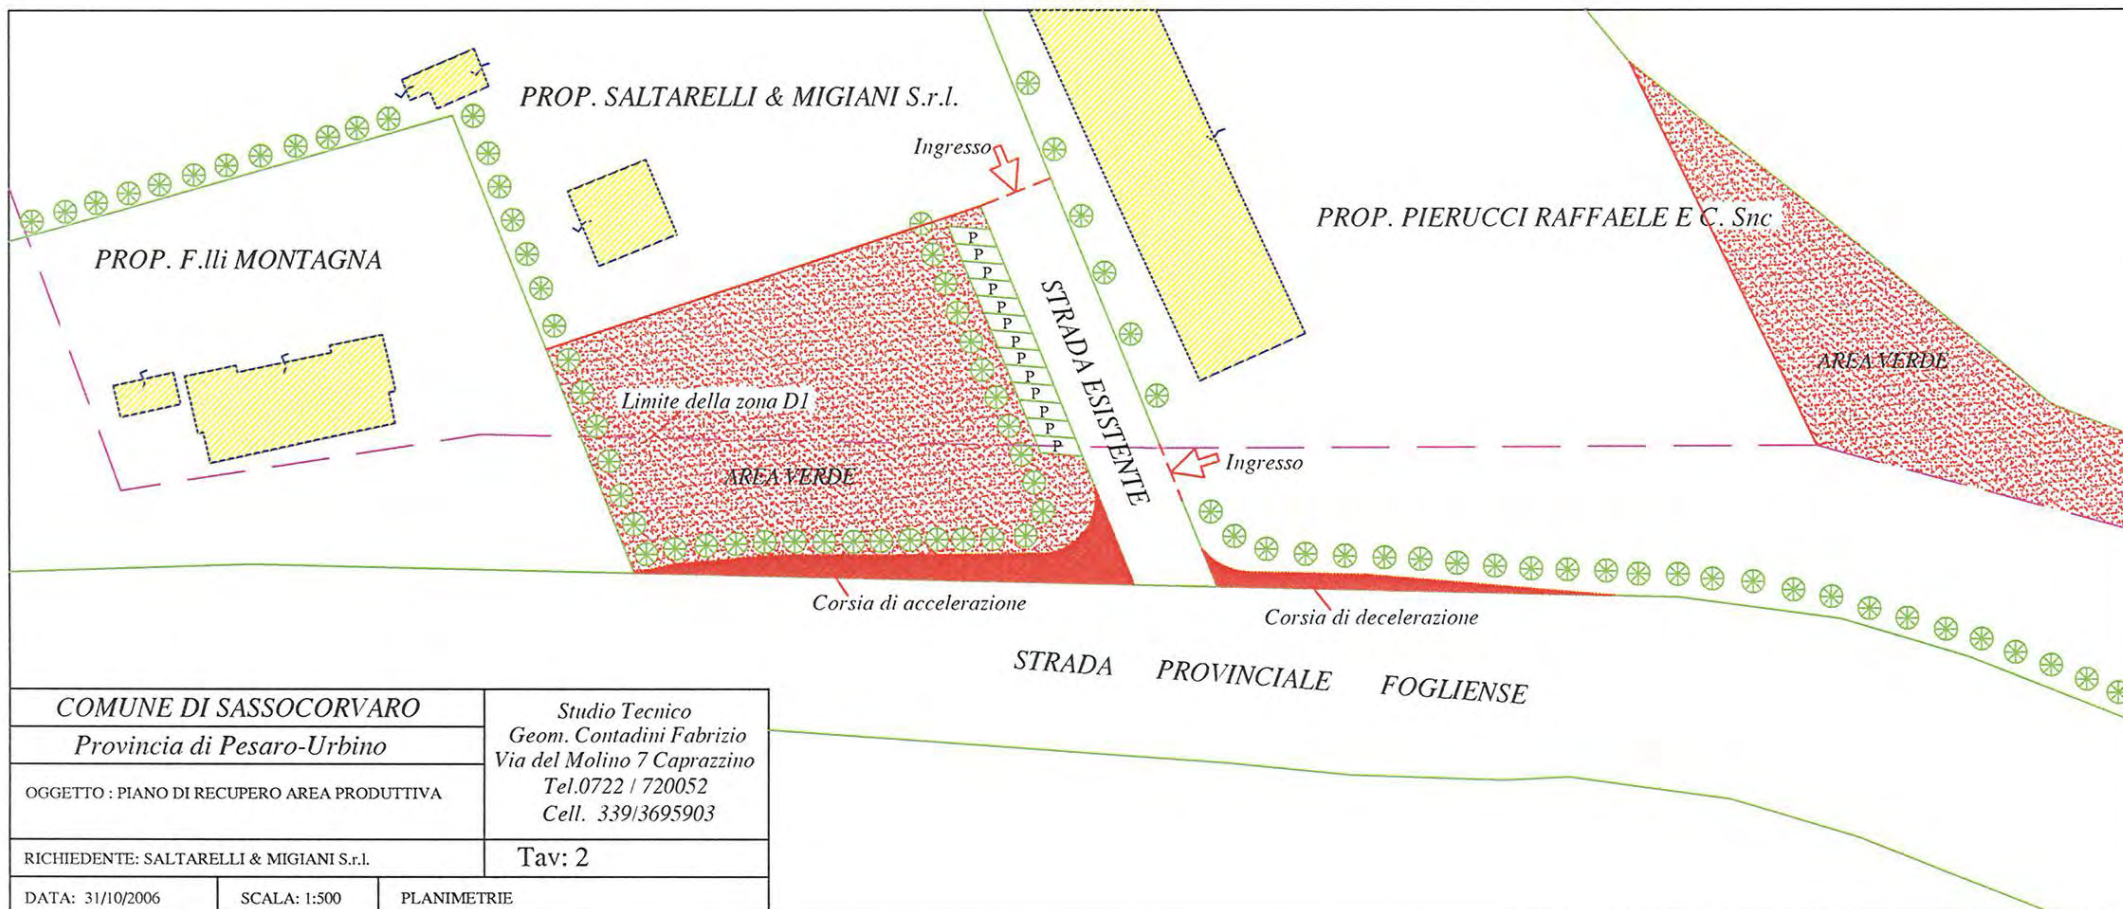 PROP. SALTARELLI & MIGIANI S.r.l.
Ingresso
PROP. PIERUCCI RAFFAELE E C. Snc
PROP. F.lli MONTAGNA
P
P
P
P
P
P
P
P
P
P
P
P
P
STRADA ESISTENTE
AREA VERDE
Limite della zona D1
AREA VERDE
Ingresso
Corsia di accelerazione
Corsia di decelerazione
STRADA PROVINCIALE FOGLIENSE
COMUNE DI SASSOCORVARO
Provincia di Pesaro-Urbino
OGGETTO : PIANO DI RECUPERO AREA PRODUTTIVA
Studio Tecnico
Geom. Contadini Fabrizio
Via del Molino 7 Caprazzino
Tel.0722 / 720052
Cell. 339/3695903
RICHIEDENTE: SALTARELLI & MIGIANI S.r.l.
Tav: 2
DATA: 31/10/2006
SCALA: 1:500
PLANIMETRIE